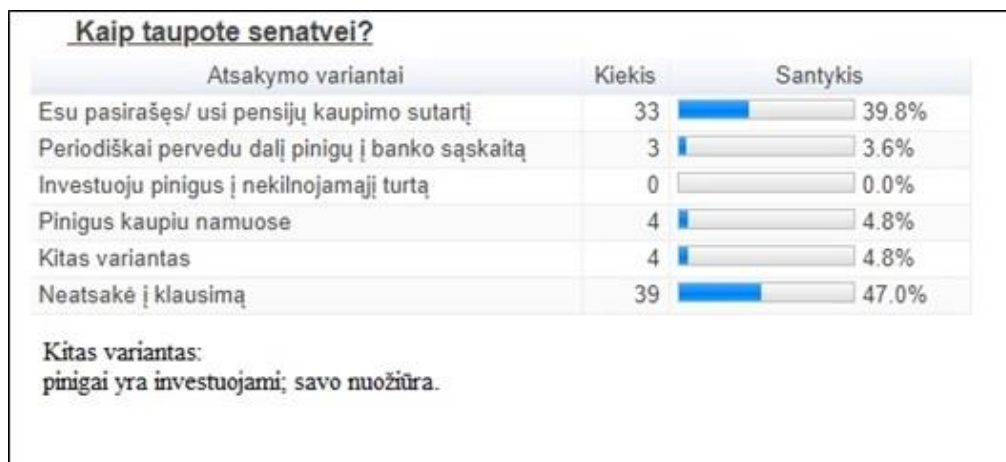 Kaip taupote senatvei?
Atsakymo variantai Kiekis Santykis
Esu pasirašęs/ usi pensijų kaupimo sutartį 33 39.8%
Periodiškai pervedu dalį pinigų į banko sąskaitą 3 3.6%
Investuoju pinigus į nekilnojamąjį turtą 0 0.0%
Pinigus kaupiu namuose 4 4.8%
Kitas variantas 4 4.8%
Neatsakė į klausimą 39 47.0%
Kitas variantas:
pinigai yra investuojami; savo nuožiūra.